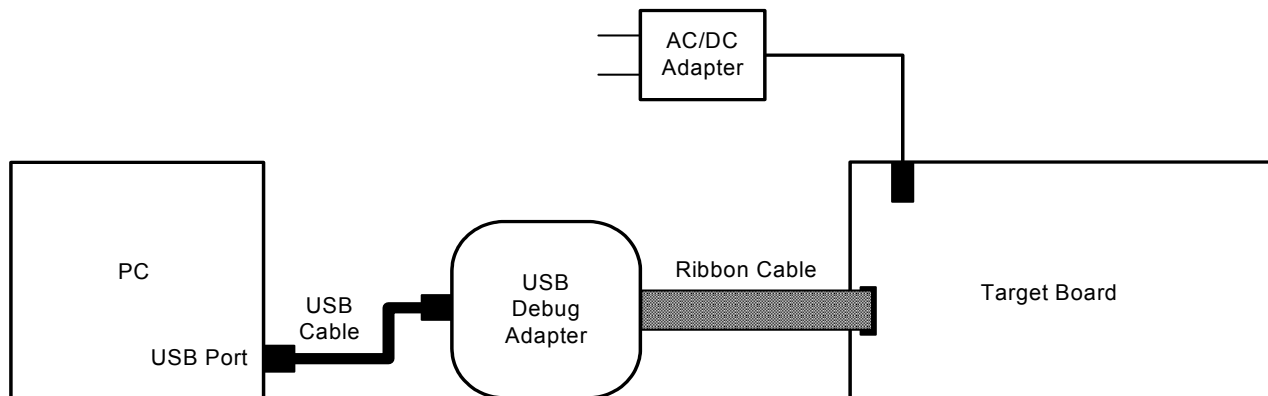 AC/DC
Adapter
PC
USB Port
USB
Cable
USB
Debug
Adapter
Ribbon Cable
Target Board